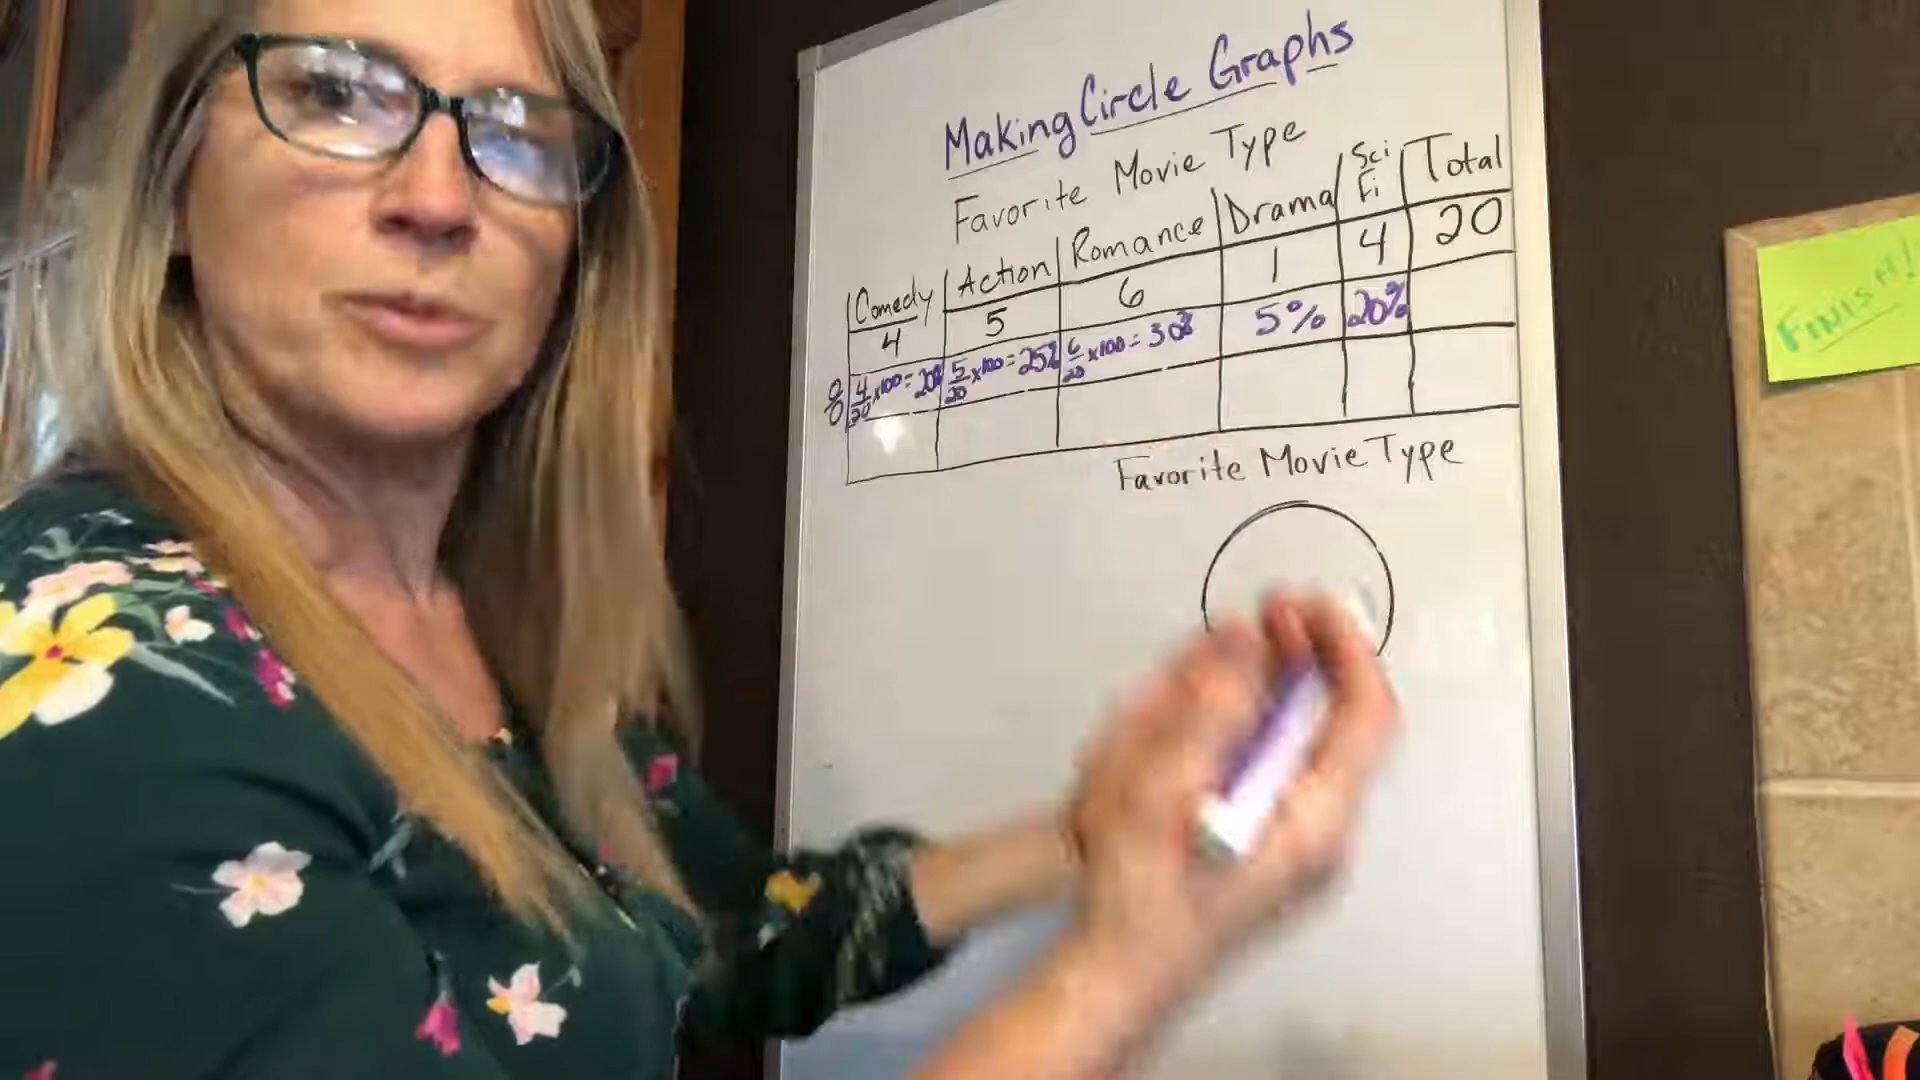 Making Circle Graphs
Favorite Movie Type
Comedy Action Romance Drama Sci Fi Total
4 5 6 1 4 20
% 4/20 x100 = 20% 5/20 x100 = 25% 6/20 x100 = 30% 5% 20%
Favorite Movie Type
FINISH!